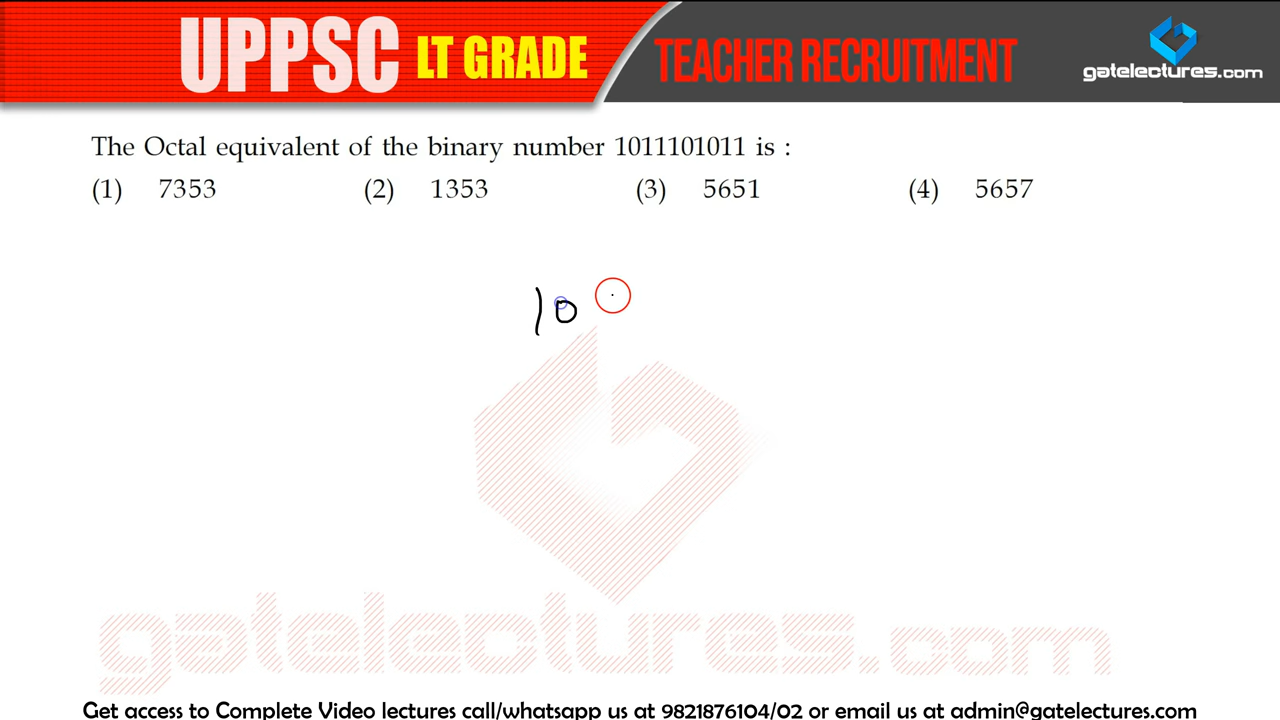 UPPSC LT GRADE TEACHER RECRUITMENT
gatelectures.com
The Octal equivalent of the binary number 1011101011 is :
(1) 7353 (2) 1353 (3) 5651 (4) 5657
10
gatelectures.com
Get access to Complete Video lectures call/whatsapp us at 9821876104/02 or email us at admin@gatelectures.com